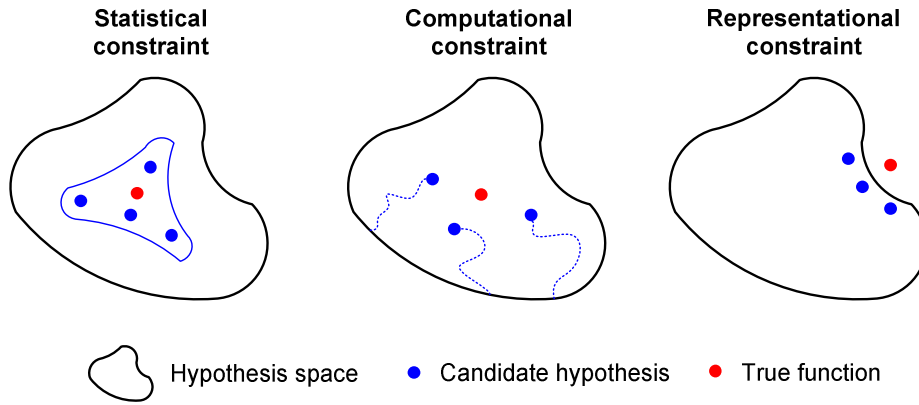 Statistical
constraint
Computational
constraint
Representational
constraint
Hypothesis space
Candidate hypothesis
True function